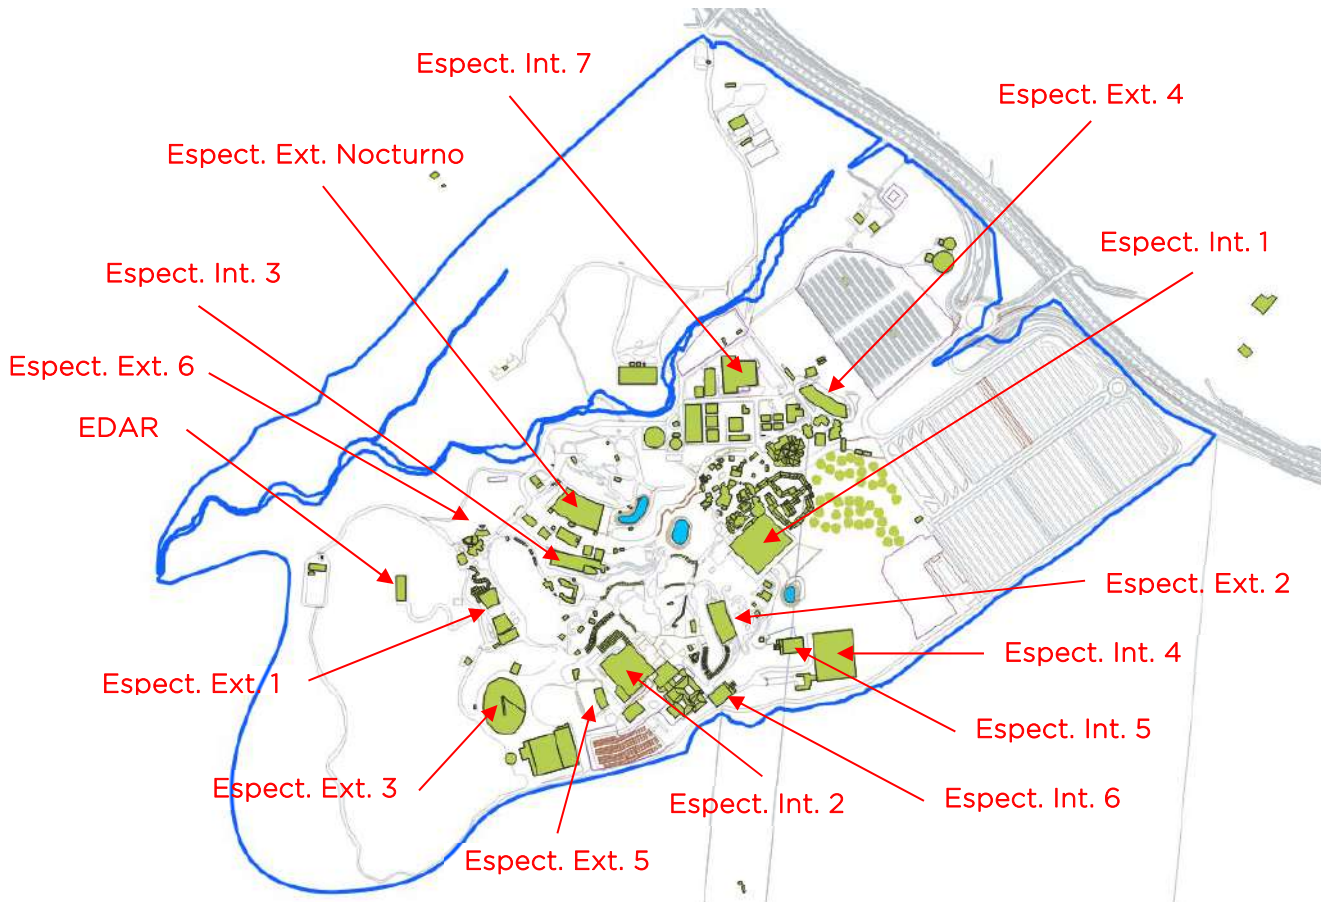 Espect. Int. 7
Espect. Ext. 4
Espect. Ext. Nocturno
Espect. Int. 1
Espect. Int. 3
Espect. Ext. 6
EDAR
Espect. Ext. 2
Espect. Int. 4
Espect. Ext. 1
Espect. Int. 5
Espect. Ext. 3
Espect. Int. 6
Espect. Int. 2
Espect. Ext. 5